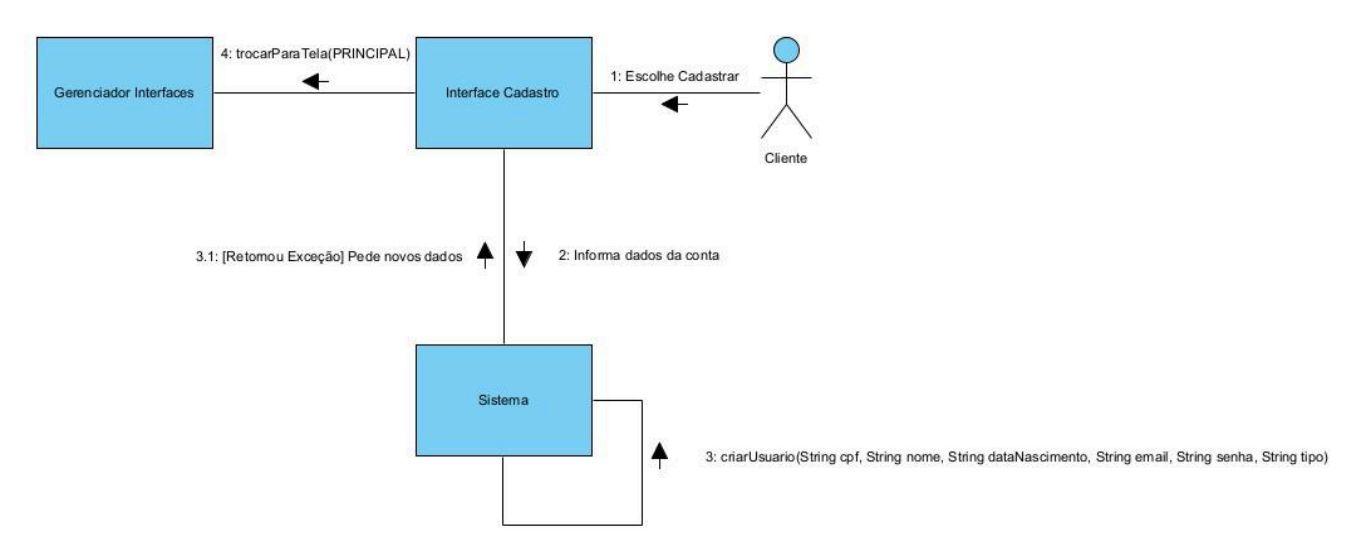 4: trocarParaTela(PRINCIPAL)
Gerenciador Interfaces
Interface Cadastro
1: Escolhe Cadastrar
Cliente
3.1: [Retornou Exceção] Pede novos dados
2: Informa dados da conta
Sistema
3: criarUsuario(String cpf, String nome, String dataNascimento, String email, String senha, String tipo)